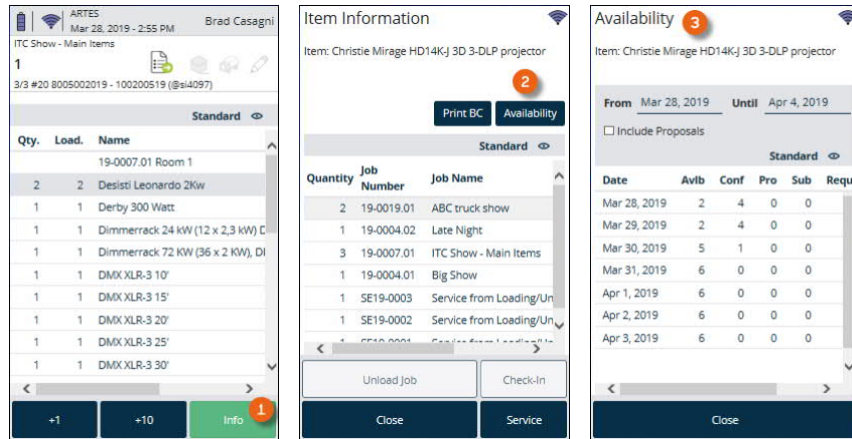 ARTES
Mar 28, 2019 - 2:55 PM
Brad Casagni
ITC Show - Main Items
1
3/3 #20 8005002019 - 100200519 (@si4097)
Standard
Qty. Load. Name
19-0007.01 Room 1
2 2 Desisti Leonardo 2Kw
1 1 Derby 300 Watt
1 1 Dimmerrack 24 kW (12 x 2,3 kW) D
1 1 Dimmerrack 72 KW (36 x 2 KW), DI
1 1 DMX XLR-3 10'
1 1 DMX XLR-3 15'
1 1 DMX XLR-3 20'
1 1 DMX XLR-3 25'
1 1 DMX XLR-3 30'
+1 +10 Info 1
Item Information
Item: Christie Mirage HD14K-J 3D 3-DLP projector
2
Print BC Availability
Standard
Quantity Job Number Job Name
2 19-0019.01 ABC truck show
1 19-0004.02 Late Night
3 19-0007.01 ITC Show - Main Items
1 19-0004.01 Big Show
1 SE19-0003 Service from Loading/Un
1 SE19-0002 Service from Loading/Un
Unload Job Check-In
Close Service
Availability 3
Item: Christie Mirage HD14K-J 3D 3-DLP projector
From Mar 28, 2019 Until Apr 4, 2019
Include Proposals
Standard
Date Avlb Conf Pro Sub Requ
Mar 28, 2019 2 4 0 0
Mar 29, 2019 2 4 0 0
Mar 30, 2019 5 1 0 0
Mar 31, 2019 6 0 0 0
Apr 1, 2019 6 0 0 0
Apr 2, 2019 6 0 0 0
Apr 3, 2019 6 0 0 0
Close